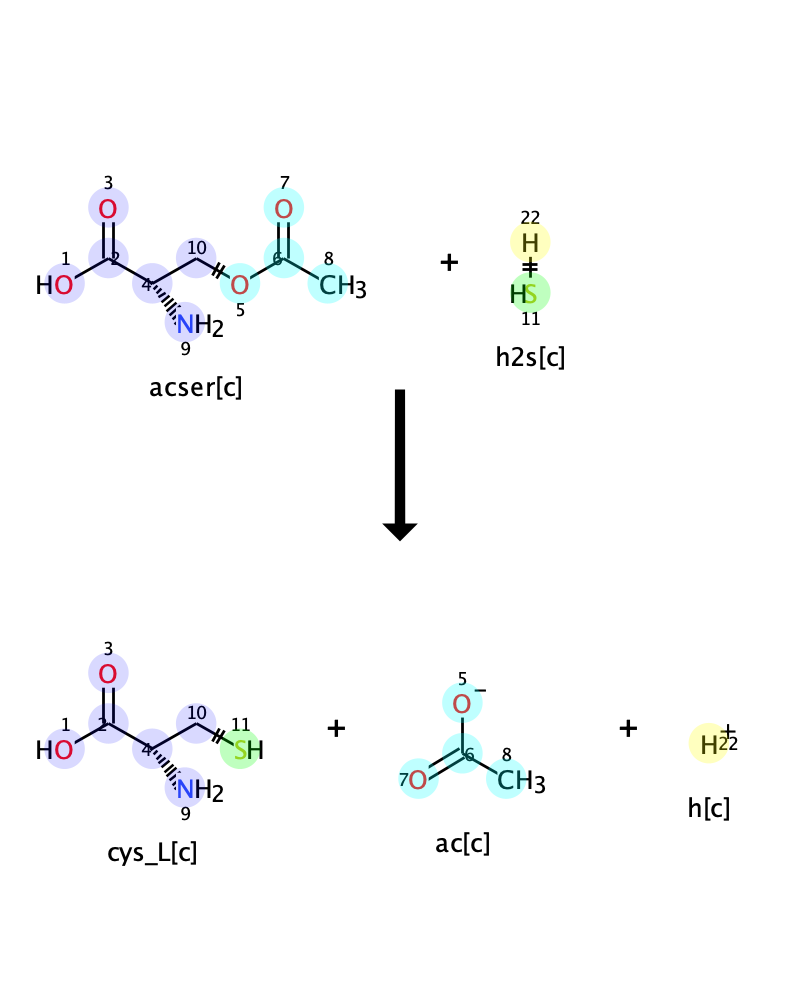 3 7 22
O O H
1 2 10 6 8 +
HO 4 O CH3 HS
5 11
NH2
9
acser[c] h2s[c]
3
O 5
1 2 10 11 O − +
HO 4 SH + 6 8 + H 22
7 O CH3
NH2
9
cys_L[c] ac[c] h[c]